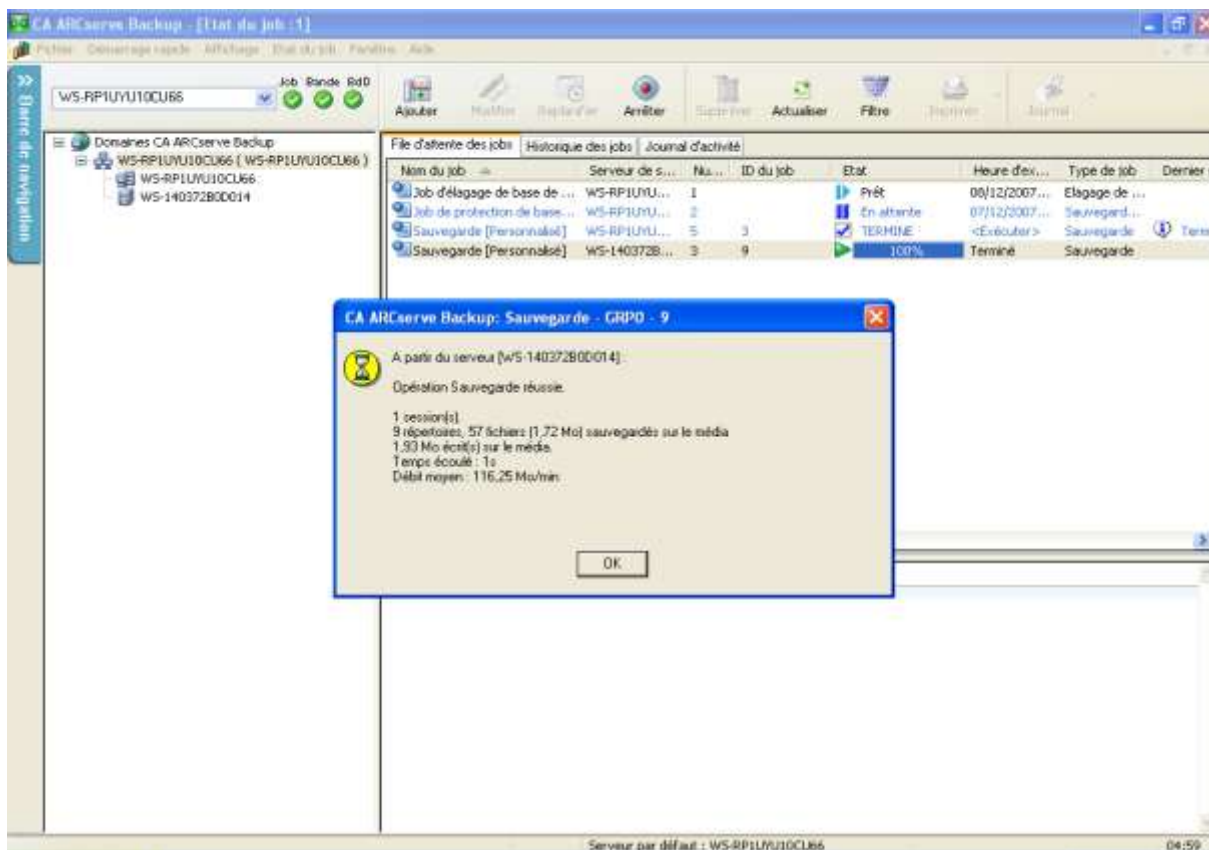 CA ARCserve Backup - [Etat du job :1]
Fichier Démarrage rapide Affichage Etat du job Fenêtre Aide
Barre de navigation
WS-RP1UYU10CU66
Job Bande BdD
Ajouter Modifier Replanifier Arrêter Supprimer Actualiser Filtre Imprimer Journal
Domaines CA ARCserve Backup
WS-RP1UYU10CU66 ( WS-RP1UYU10CU66 )
WS-RP1UYU10CU66
WS-140372B0D014
File d'attente des jobs Historique des jobs Journal d'activité
Nom du job Serveur de s... Nu... ID du job Etat Heure d'ex... Type de job Dernier
Job d'élagage de base de ... WS-RP1UYU... 1 Prêt 08/12/2007... Elagage de ...
Job de protection de base... WS-RP1UYU... 2 En attente 07/12/2007... Sauvegard...
Sauvegarde [Personnalisé] WS-RP1UYU... 5 3 TERMINE <Exécuter> Sauvegarde Term
Sauvegarde [Personnalisé] WS-140372B... 3 9 100% Terminé Sauvegarde
CA ARCserve Backup: Sauvegarde - GRP0 - 9
A partir du serveur [WS-140372B0D014] :
Opération Sauvegarde réussie.
1 session(s).
9 répertoires, 57 fichiers (1,72 Mo) sauvegardés sur le média
1,93 Mo écrit(s) sur le média.
Temps écoulé : 1s
Débit moyen : 116,25 Mo/min
OK
Serveur par défaut : WS-RP1UYU10CU66
04:59